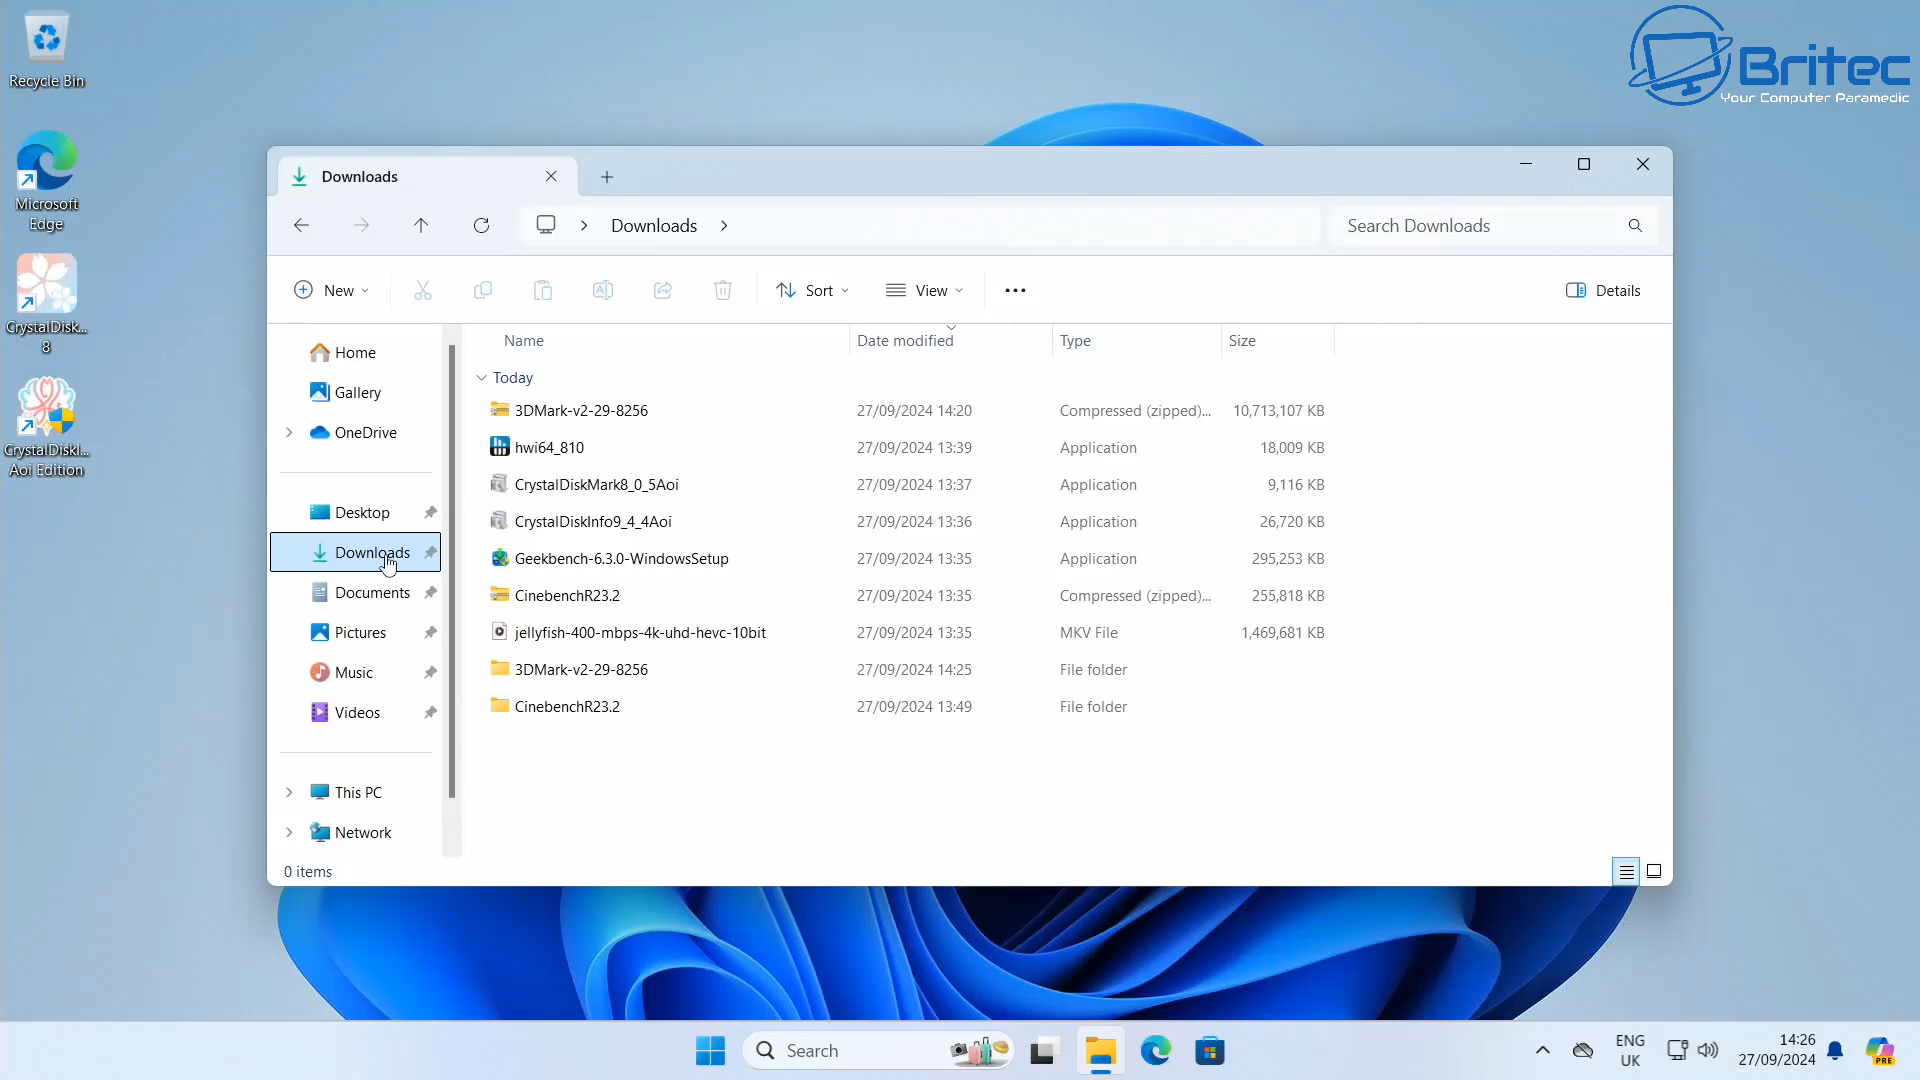 Recycle Bin
Microsoft
Edge
CrystalDisk...
8
CrystalDiskI...
Aoi Edition
Britec
Your Computer Paramedic
Downloads
Downloads
Search Downloads
New
Sort
View
Details
Home
Gallery
OneDrive
Desktop
Downloads
Documents
Pictures
Music
Videos
This PC
Network
Name Date modified Type Size
Today
3DMark-v2-29-8256 27/09/2024 14:20 Compressed (zipped)... 10,713,107 KB
hwi64_810 27/09/2024 13:39 Application 18,009 KB
CrystalDiskMark8_0_5Aoi 27/09/2024 13:37 Application 9,116 KB
CrystalDiskInfo9_4_4Aoi 27/09/2024 13:36 Application 26,720 KB
Geekbench-6.3.0-WindowsSetup 27/09/2024 13:35 Application 295,253 KB
CinebenchR23.2 27/09/2024 13:35 Compressed (zipped)... 255,818 KB
jellyfish-400-mbps-4k-uhd-hevc-10bit 27/09/2024 13:35 MKV File 1,469,681 KB
3DMark-v2-29-8256 27/09/2024 14:25 File folder
CinebenchR23.2 27/09/2024 13:49 File folder
0 items
Search
ENG
UK
14:26
27/09/2024
PRE